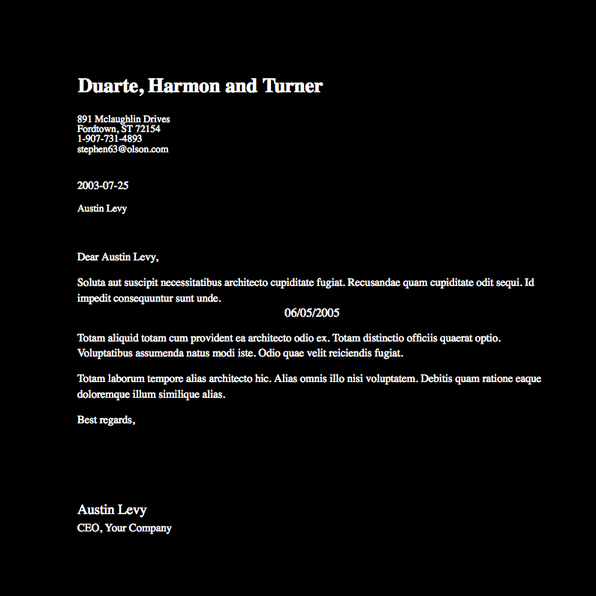 Duarte, Harmon and Turner
891 Mclaughlin Drives
Fordtown, ST 72154
1-907-731-4893
stephen63@olson.com
2003-07-25
Austin Levy
Dear Austin Levy,
Soluta aut suscipit necessitatibus architecto cupiditate fugiat. Recusandae quam cupiditate odit sequi. Id
impedit consequuntur sunt unde.
06/05/2005
Totam aliquid totam cum provident ea architecto odio ex. Totam distinctio officiis quaerat optio.
Voluptatibus assumenda natus modi iste. Odio quae velit reiciendis fugiat.
Totam laborum tempore alias architecto hic. Alias omnis illo nisi voluptatem. Debitis quam ratione eaque
doloremque illum similique alias.
Best regards,
Austin Levy
CEO, Your Company